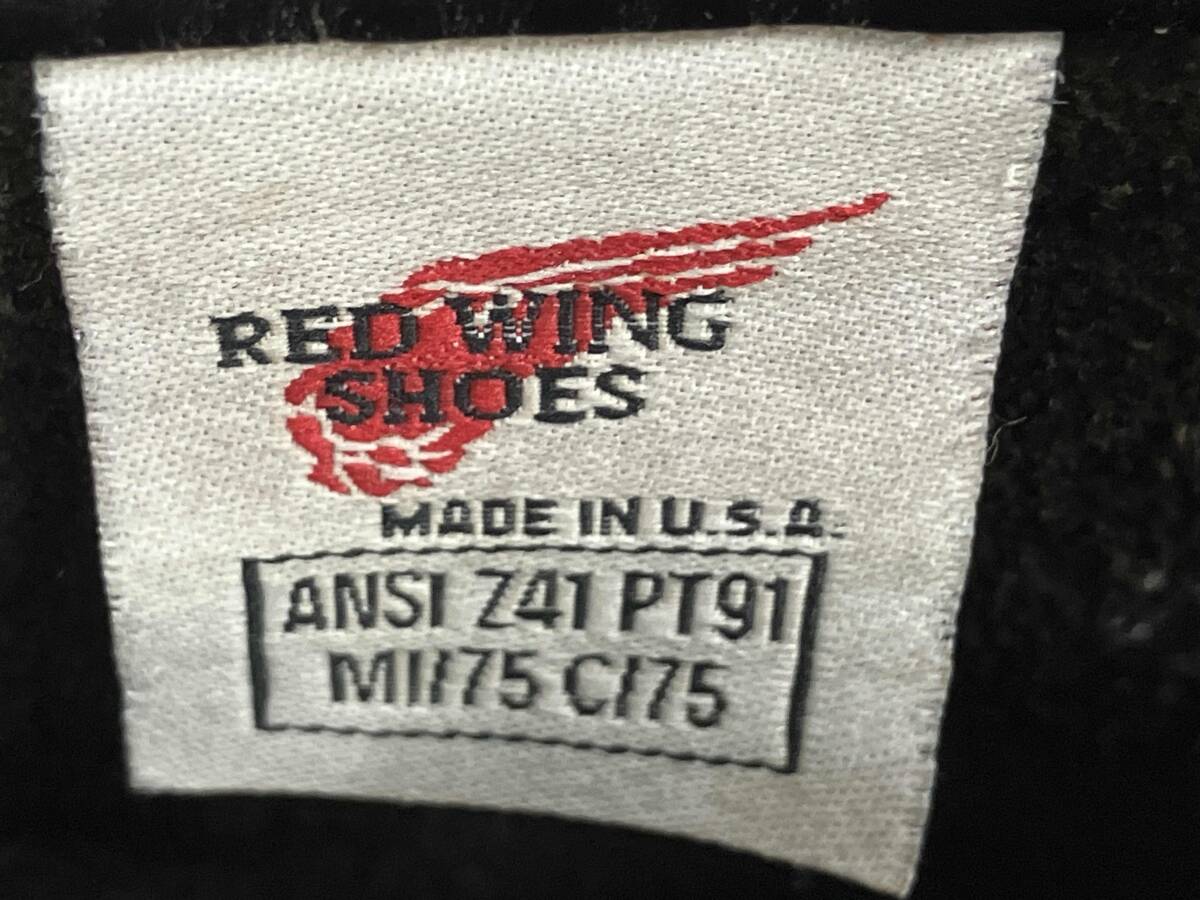 RED WING
SHOES
MADE IN U.S.A.
ANSI Z41 PT91
MI/75 C/75